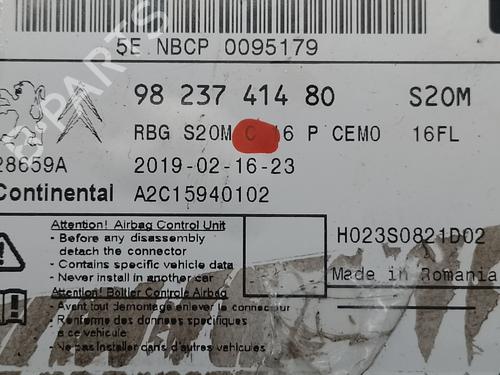 5E NBCP 0095179
98 237 414 80 S20M
RBG S20M C 16 P CEMO 16FL
28659A 2019-02-16-23
Continental A2C15940102
Attention! Airbag Control Unit
- Before any disassembly
detach the connector
- Contains specific vehicle data
- Never install in another car
Attention! Boîtier Contrôle Airbag
- Avant tout démontage enlever le connecteur
- Renferme des données spécifiques
à ce véhicule
- Ne pas installer dans d'autres véhicules
H023S0821D02
Made in Romania
B-PARTS